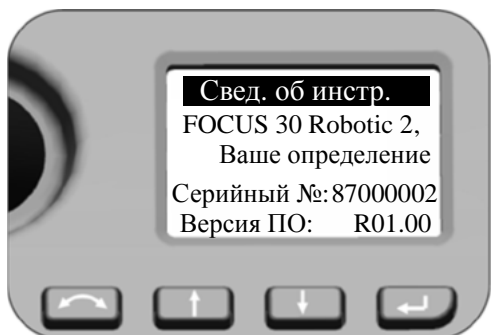 Свед. об инстр.
FOCUS 30 Robotic 2,
Ваше определение
Серийный №: 87000002
Версия ПО: R01.00